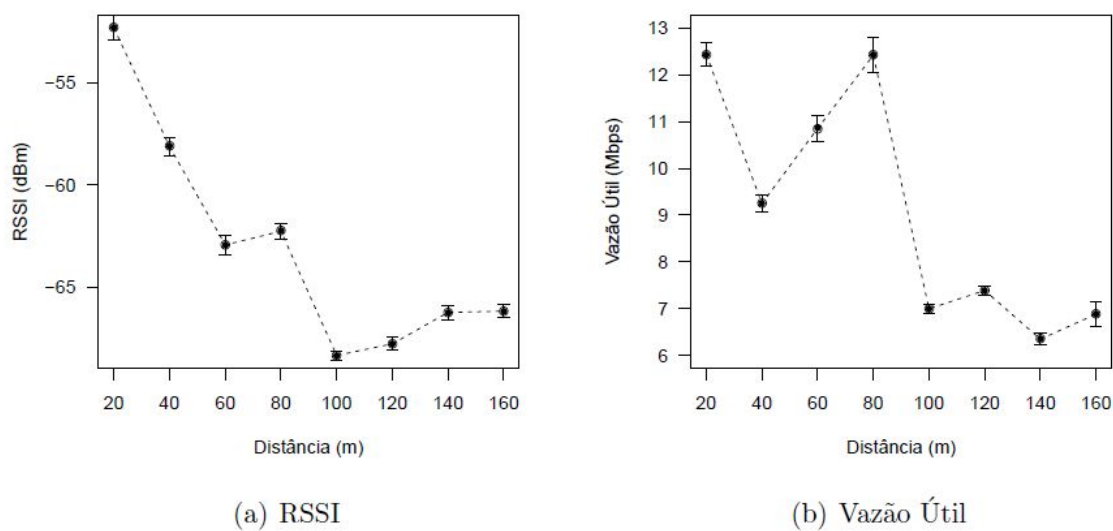 RSSI (dBm)
−55
−60
−65
20 40 60 80 100 120 140 160
Distância (m)
(a) RSSI
Vazão Útil (Mbps)
13
12
11
10
9
8
7
6
20 40 60 80 100 120 140 160
Distância (m)
(b) Vazão Útil